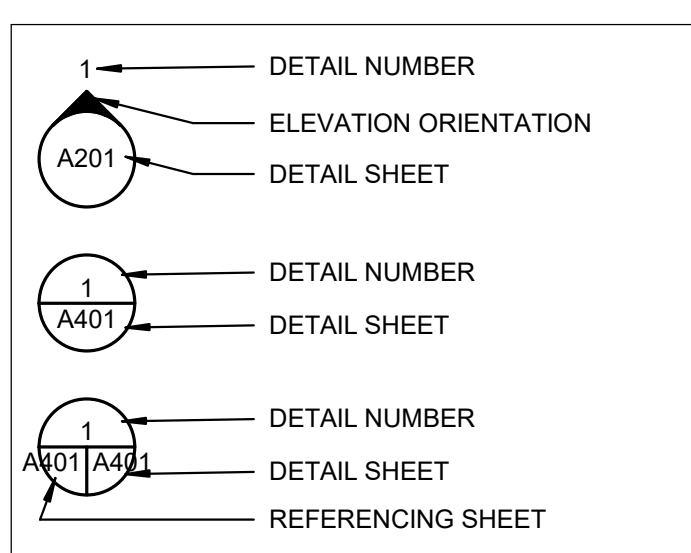 1 DETAIL NUMBER
ELEVATION ORIENTATION
A201 DETAIL SHEET
DETAIL NUMBER
1
A401 DETAIL SHEET
DETAIL NUMBER
1
A401 A401 DETAIL SHEET
REFERENCING SHEET